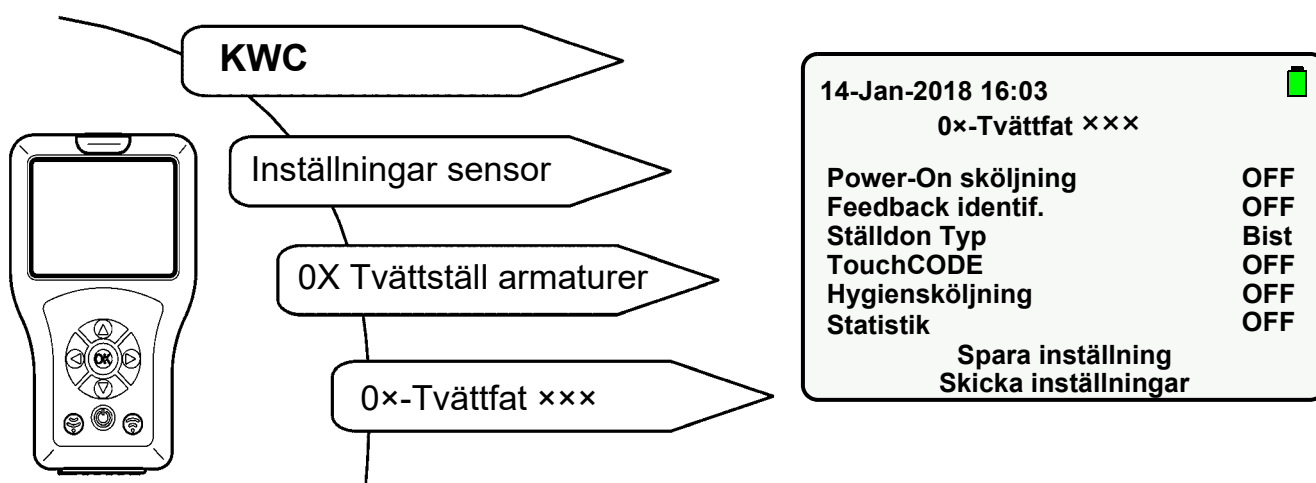 KWC
Inställningar sensor
0X Tvättställ armaturer
0×-Tvättfat ×××
OK
14-Jan-2018 16:03
0×-Tvättfat ×××
Power-On sköljning OFF
Feedback identif. OFF
Ställdon Typ Bist
TouchCODE OFF
Hygiensköljning OFF
Statistik OFF
Spara inställning
Skicka inställningar